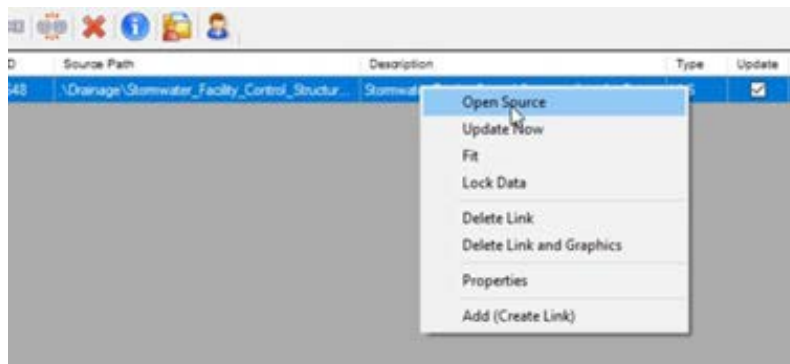 Source Path Description Type Update
\Drainage\Stormwater_Facility_Control_Structur...
Open Source
Update Now
Fit
Lock Data
Delete Link
Delete Link and Graphics
Properties
Add (Create Link)